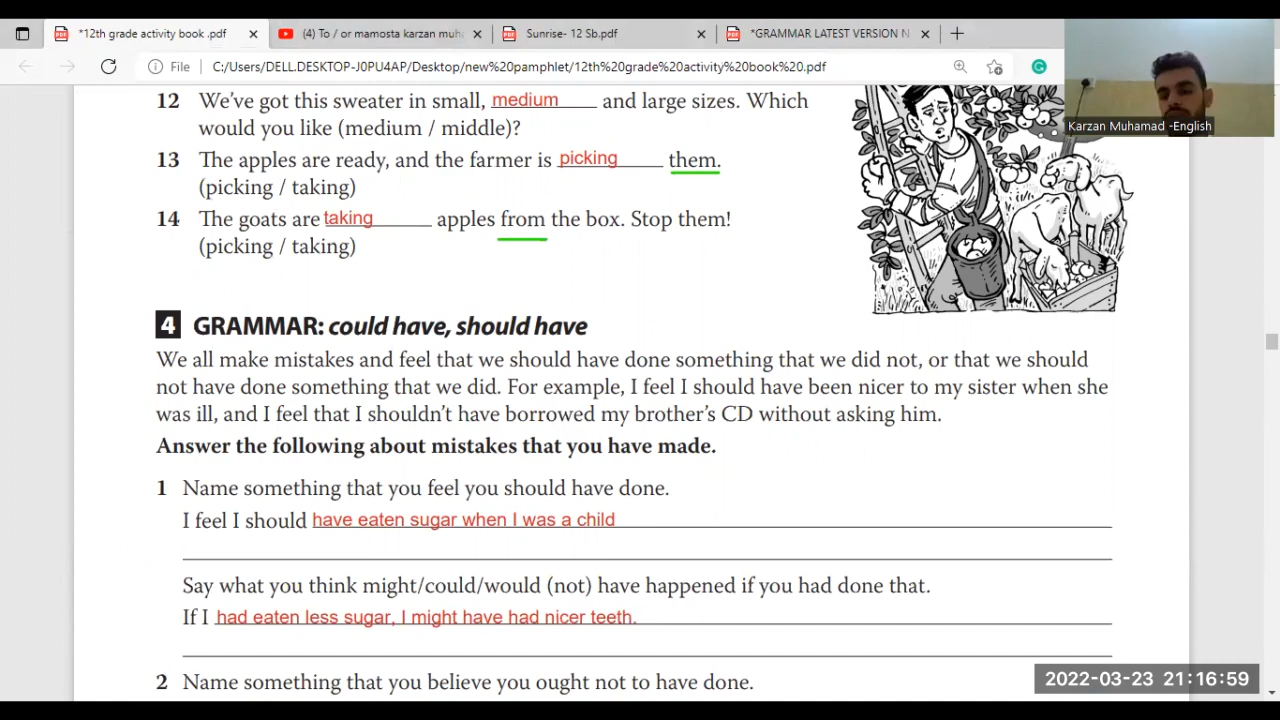 *12th grade activity book .pdf
(4) To / or mamosta karzan muha
Sunrise- 12 Sb.pdf
*GRAMMAR LATEST VERSION N
File C:/Users/DELL.DESKTOP-J0PU4AP/Desktop/new%20pamphlet/12th%20grade%20activity%20book%20.pdf
Karzan Muhamad -English
12 We've got this sweater in small, medium and large sizes. Which
would you like (medium / middle)?
13 The apples are ready, and the farmer is picking them.
(picking / taking)
14 The goats are taking apples from the box. Stop them!
(picking / taking)
4 GRAMMAR: could have, should have
We all make mistakes and feel that we should have done something that we did not, or that we should
not have done something that we did. For example, I feel I should have been nicer to my sister when she
was ill, and I feel that I shouldn't have borrowed my brother's CD without asking him.
Answer the following about mistakes that you have made.
1 Name something that you feel you should have done.
I feel I should have eaten sugar when I was a child
Say what you think might/could/would (not) have happened if you had done that.
If I had eaten less sugar, I might have had nicer teeth.
2 Name something that you believe you ought not to have done.
2022-03-23 21:16:59